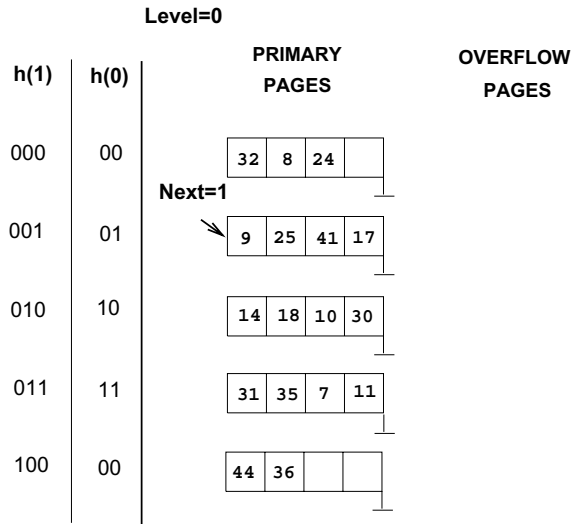 Level=0
h(1) h(0) PRIMARY PAGES OVERFLOW PAGES
000 00 32 8 24
Next=1
001 01 9 25 41 17
010 10 14 18 10 30
011 11 31 35 7 11
100 00 44 36